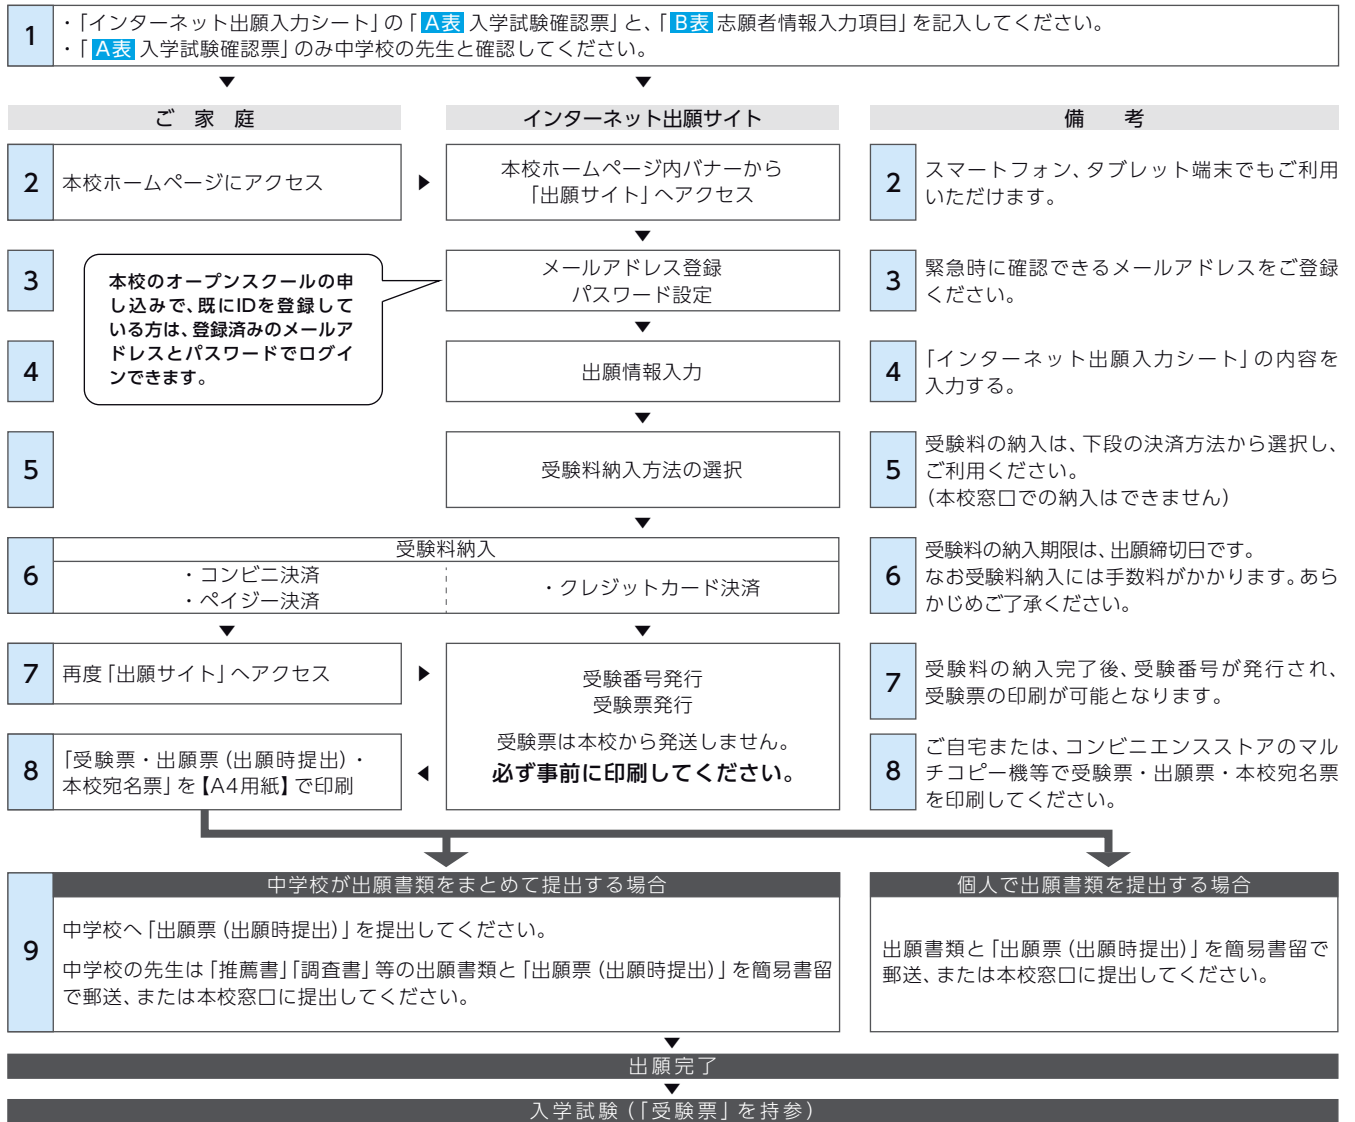 1
・「インターネット出願入力シート」の「 A表 入学試験確認票」と、「 B表 志願者情報入力項目」を記入してください。
・「 A表 入学試験確認票」のみ中学校の先生と確認してください。
▼ ▼
ご 家 庭
インターネット出願サイト
備 考
2
本校ホームページにアクセス
▶
本校ホームページ内バナーから
「出願サイト」へアクセス
2
スマートフォン、タブレット端末でもご利用
いただけます。
▼
3
本校のオープンスクールの申
し込みで、既にIDを登録して
いる方は、登録済みのメールア
ドレスとパスワードでログイ
ンできます。
メールアドレス登録
パスワード設定
3
緊急時に確認できるメールアドレスをご登録
ください。
▼
4
出願情報入力
4
「インターネット出願入力シート」の内容を
入力する。
▼
5
受験料納入方法の選択
5
受験料の納入は、下段の決済方法から選択し、
ご利用ください。
（本校窓口での納入はできません）
▼
6
受験料納入
・コンビニ決済
・ペイジー決済
・クレジットカード決済
6
受験料の納入期限は、出願締切日です。
なお受験料納入には手数料がかかります。あら
かじめご了承ください。
▼ ▼
7
再度「出願サイト」へアクセス
▶
受験番号発行
受験票発行
受験票は本校から発送しません。
必ず事前に印刷してください。
7
受験料の納入完了後、受験番号が発行され、
受験票の印刷が可能となります。
8
「受験票・出願票（出願時提出）・
本校宛名票」を【A4用紙】で印刷
◀
8
ご自宅または、コンビニエンスストアのマル
チコピー機等で受験票・出願票・本校宛名票
を印刷してください。
9
中学校が出願書類をまとめて提出する場合
中学校へ「出願票（出願時提出）」を提出してください。
中学校の先生は「推薦書」「調査書」等の出願書類と「出願票（出願時提出）」を簡易書留
で郵送、または本校窓口に提出してください。
個人で出願書類を提出する場合
出願書類と「出願票（出願時提出）」を簡易書留で
郵送、または本校窓口に提出してください。
▼
出願完了
▼
入学試験（「受験票」を持参）